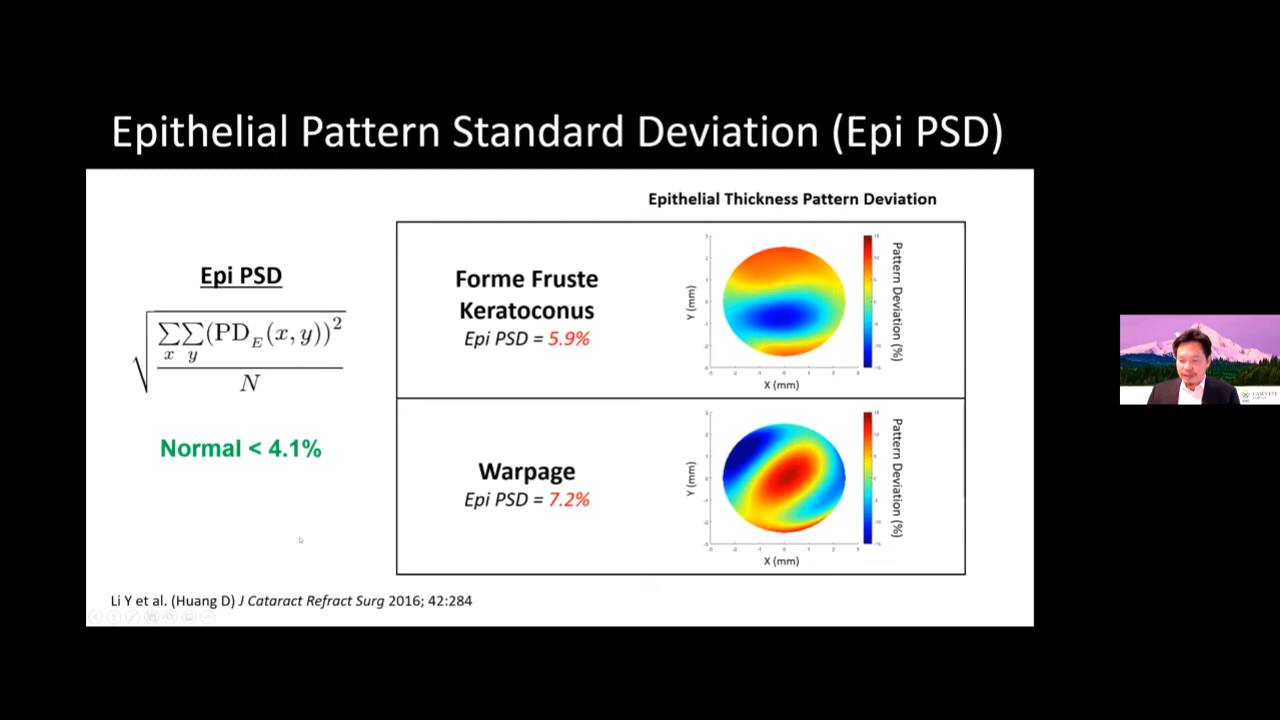 Epithelial Pattern Standard Deviation (Epi PSD)
Epithelial Thickness Pattern Deviation
Epi PSD
√(∑x∑y(PD_E(x,y))² / N)
Normal < 4.1%
Forme Fruste
Keratoconus
Epi PSD = 5.9%
Y (mm)
X (mm)
Pattern Deviation (%)
Warpage
Epi PSD = 7.2%
Y (mm)
X (mm)
Pattern Deviation (%)
Li Y et al. (Huang D) J Cataract Refract Surg 2016; 42:284